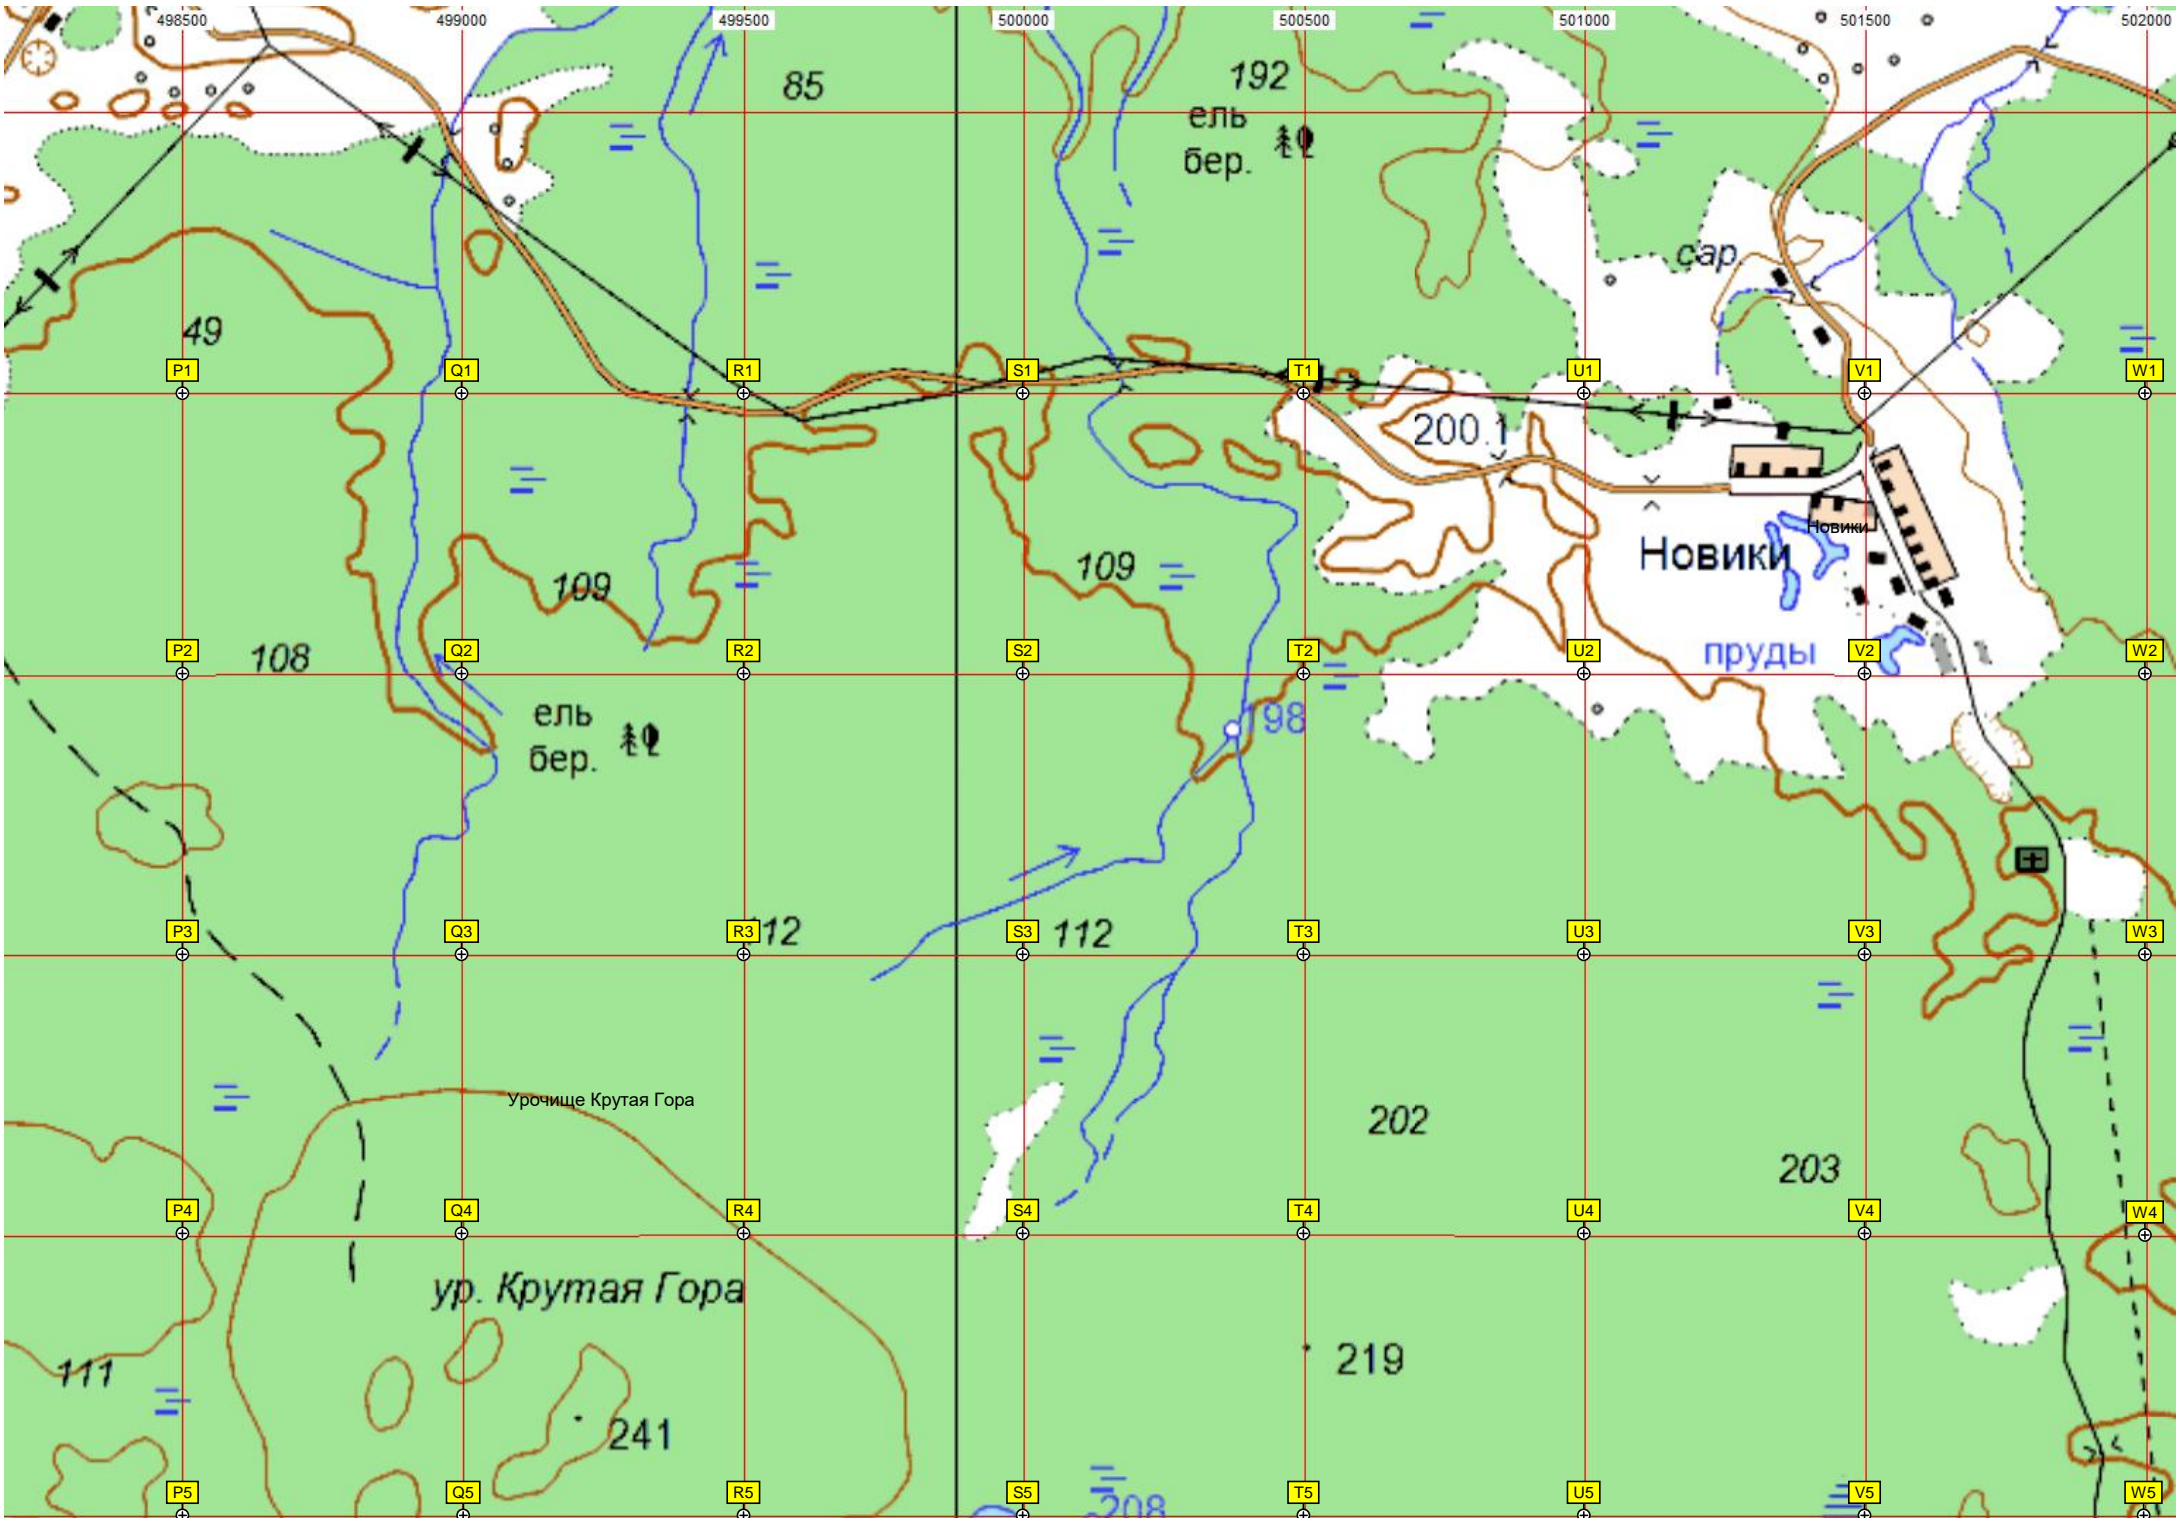 498500 499000 499500 500000 500500 501000 501500 502000
85
192
ель
бер.
сар.
49
P1 Q1 R1 S1 T1 U1 V1 W1
200.1
Новики
Новики
109
109
108
пруды
P2 Q2 R2 S2 T2 U2 V2 W2
ель
бер.
198
P3 Q3 R3 S3 T3 U3 V3 W3
112
112
Урочище Крутая Гора
202
203
P4 Q4 R4 S4 T4 U4 V4 W4
ур. Крутая Гора
219
111
241
P5 Q5 R5 S5 T5 U5 V5 W5
208